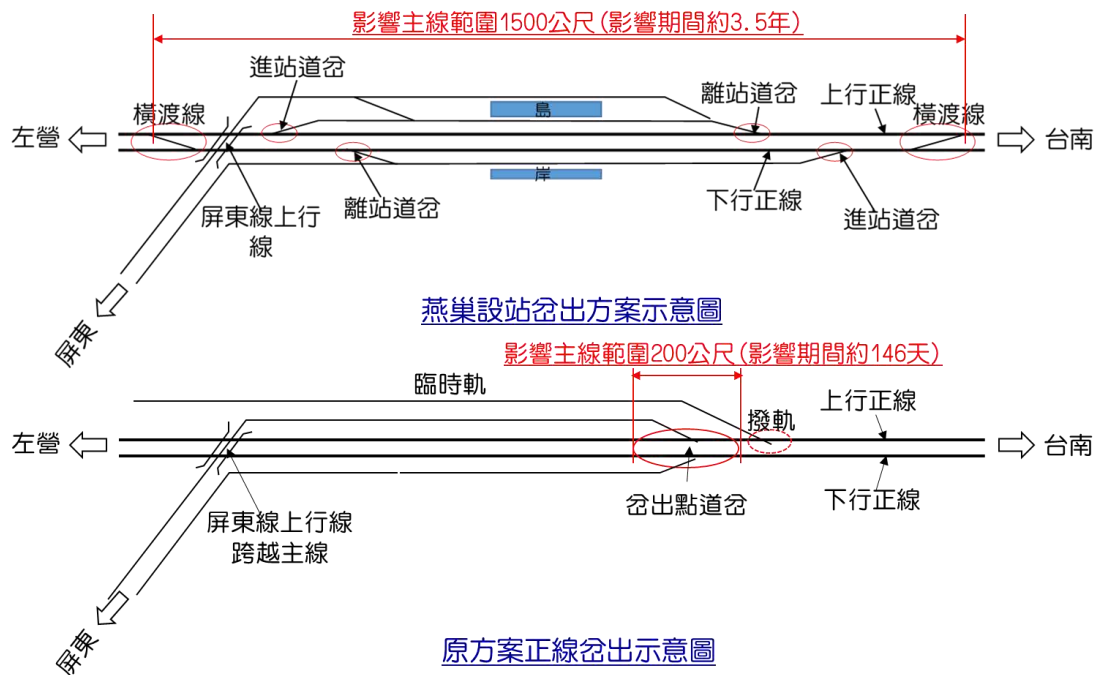 影響主線範圍1500公尺(影響期間約3.5年)
進站道岔
離站道岔
上行正線
橫渡線
橫渡線
島
左營
台南
岸
屏東線上行
線
離站道岔
下行正線
進站道岔
屏東
燕巢設站岔出方案示意圖
影響主線範圍200公尺(影響期間約146天)
臨時軌
撥軌
上行正線
左營
台南
岔出點道岔
下行正線
屏東線上行線
跨越主線
屏東
原方案正線岔出示意圖